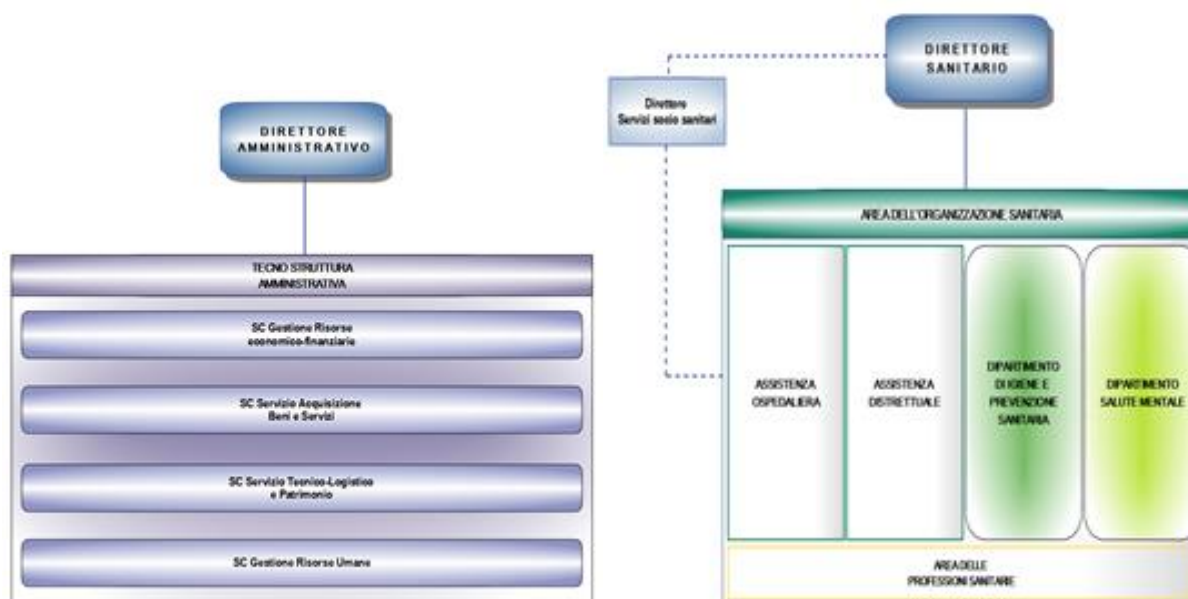 DIRETTORE
AMMINISTRATIVO
TECNO STRUTTURA
AMMINISTRATIVA
SC Gestione Risorse
economico-finanziarie
SC Servizio Acquisizione
Beni e Servizi
SC Servizio Tecnico-Logistico
e Patrimonio
SC Gestione Risorse Umane
DIRETTORE
SANITARIO
Direttore
Servizi socio sanitari
AREA DELL'ORGANIZZAZIONE SANITARIA
ASSISTENZA
OSPEDALIERA
ASSISTENZA
DISTRETTUALE
DIPARTIMENTO
DI IGIENE E
PREVENZIONE
SANITARIA
DIPARTIMENTO
SALUTE MENTALE
AREA DELLE
PROFESSIONI SANITARIE